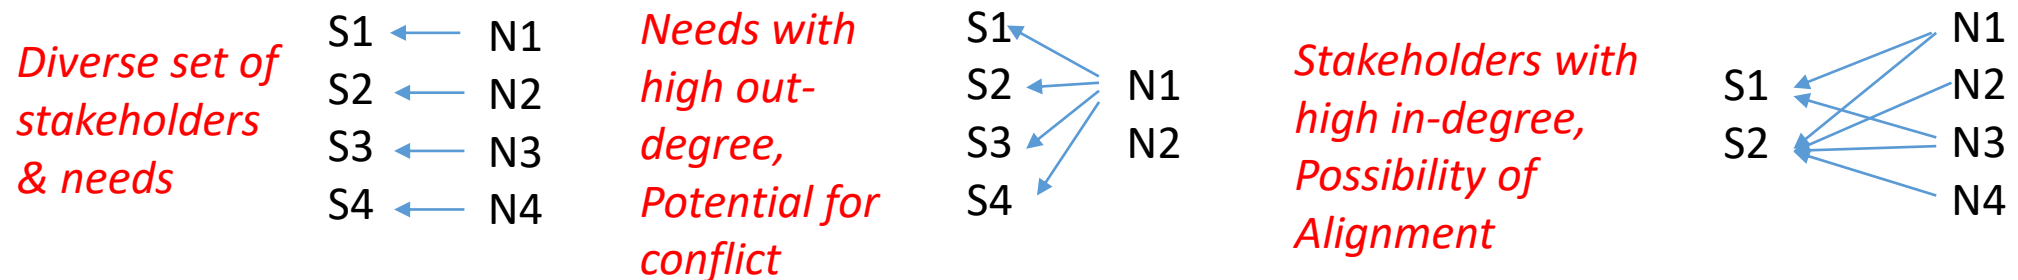 Diverse set of
stakeholders
& needs
S1 N1
S2 N2
S3 N3
S4 N4
Needs with
high out-
degree,
Potential for
conflict
S1
S2 N1
S3 N2
S4
Stakeholders with
high in-degree,
Possibility of
Alignment
N1
S1 N2
S2 N3
N4